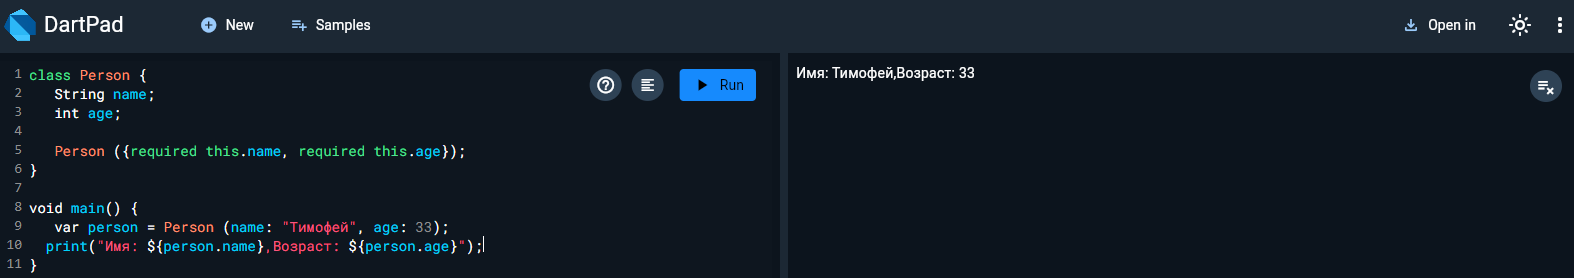 DartPad New Samples Open in
1 class Person {
2 String name;
3 int age;
4
5 Person ({required this.name, required this.age});
6 }
7
8 void main() {
9 var person = Person (name: "Тимофей", age: 33);
10 print("Имя: ${person.name},Возраст: ${person.age}");
11 }
Run
Имя: Тимофей,Возраст: 33